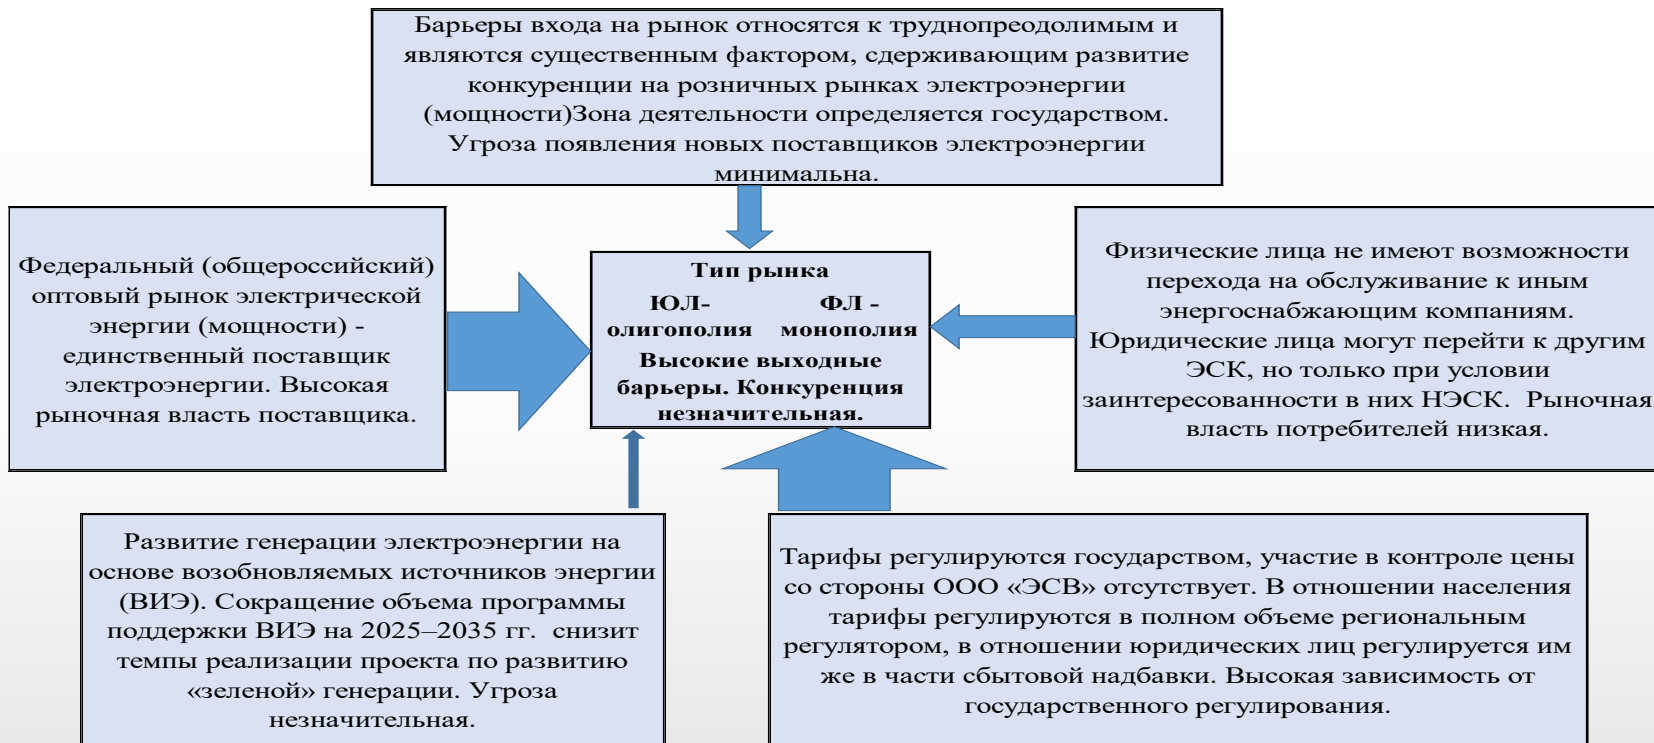 Барьеры входа на рынок относятся к труднопреодолимым и
являются существенным фактором, сдерживающим развитие
конкуренции на розничных рынках электроэнергии
(мощности)Зона деятельности определяется государством.
Угроза появления новых поставщиков электроэнергии
минимальна.
Федеральный (общероссийский)
оптовый рынок электрической
энергии (мощности) -
единственный поставщик
электроэнергии. Высокая
рыночная власть поставщика.
Тип рынка
ЮЛ- ФЛ -
олигополия монополия
Высокие выходные
барьеры. Конкуренция
незначительная.
Физические лица не имеют возможности
перехода на обслуживание к иным
энергоснабжающим компаниям.
Юридические лица могут перейти к другим
ЭСК, но только при условии
заинтересованности в них НЭСК. Рыночная
власть потребителей низкая.
Развитие генерации электроэнергии на
основе возобновляемых источников энергии
(ВИЭ). Сокращение объема программы
поддержки ВИЭ на 2025–2035 гг. снизит
темпы реализации проекта по развитию
«зеленой» генерации. Угроза
незначительная.
Тарифы регулируются государством, участие в контроле цены
со стороны ООО «ЭСВ» отсутствует. В отношении населения
тарифы регулируются в полном объеме региональным
регулятором, в отношении юридических лиц регулируется им
же в части сбытовой надбавки. Высокая зависимость от
государственного регулирования.